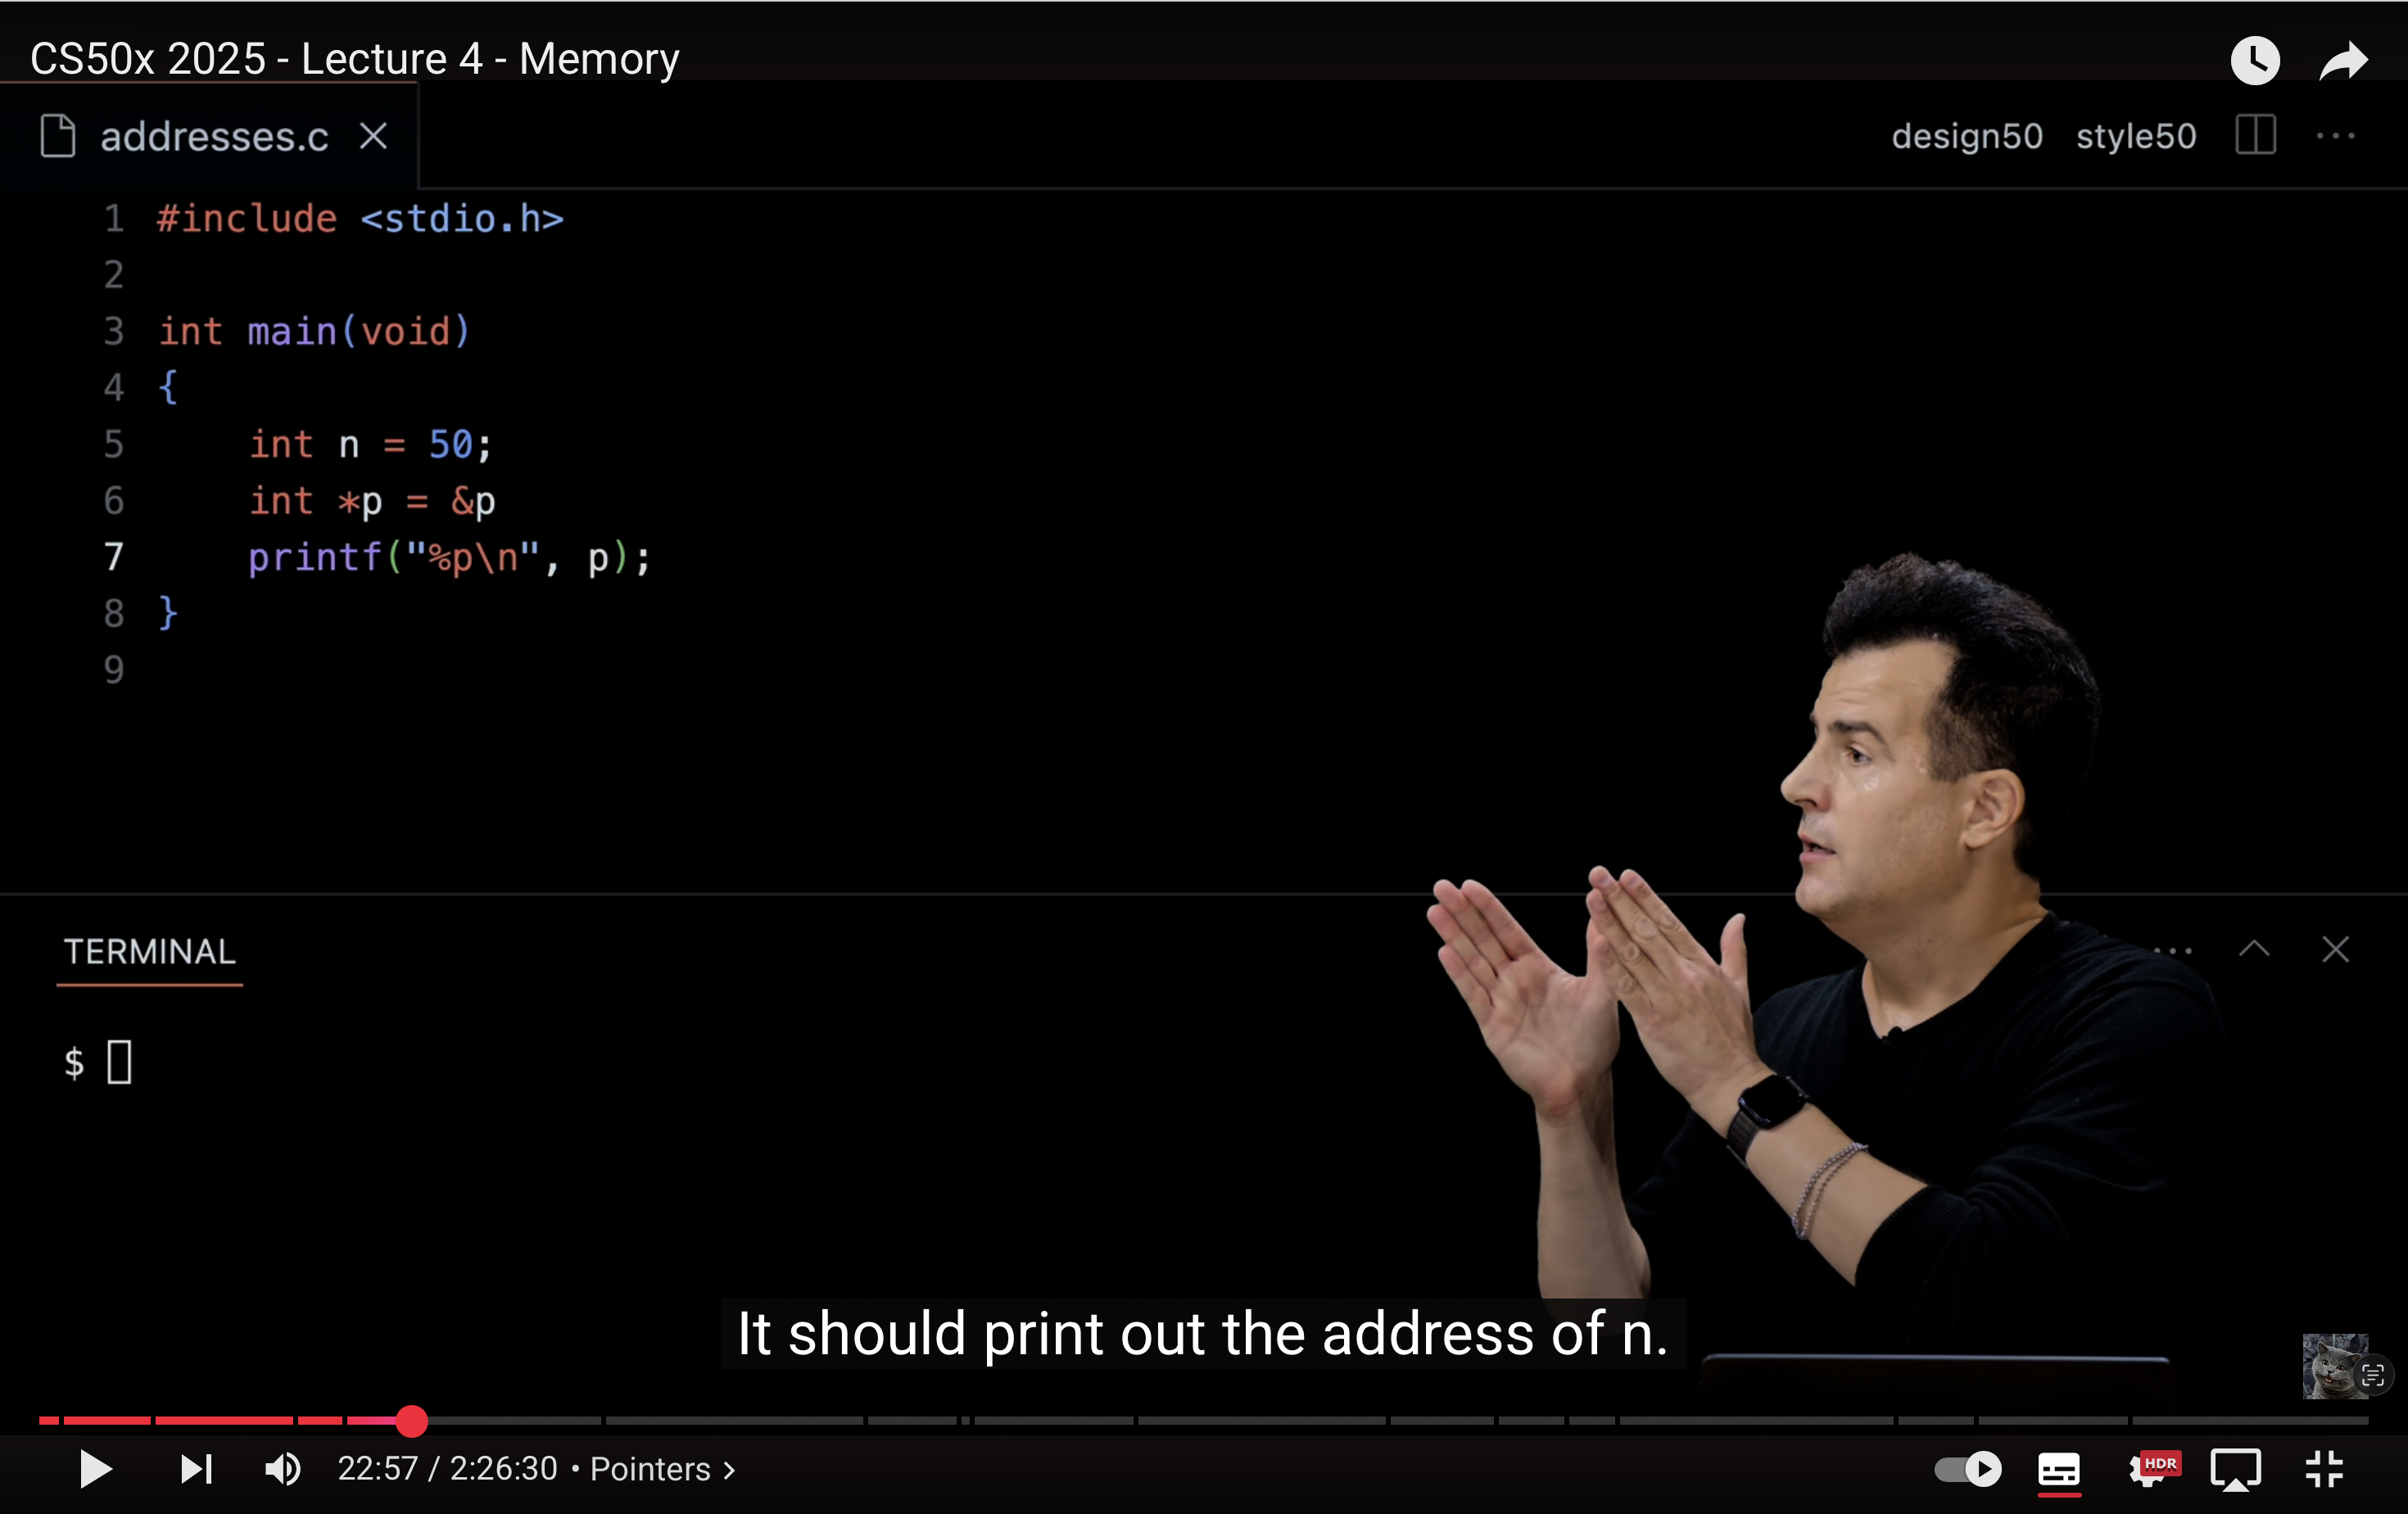 CS50x 2025 - Lecture 4 - Memory
addresses.c
design50 style50
1 #include <stdio.h>
2
3 int main(void)
4 {
5     int n = 50;
6     int *p = &p
7     printf("%p\n", p);
8 }
9
TERMINAL
$
It should print out the address of n.
22:57 / 2:26:30 • Pointers
HDR